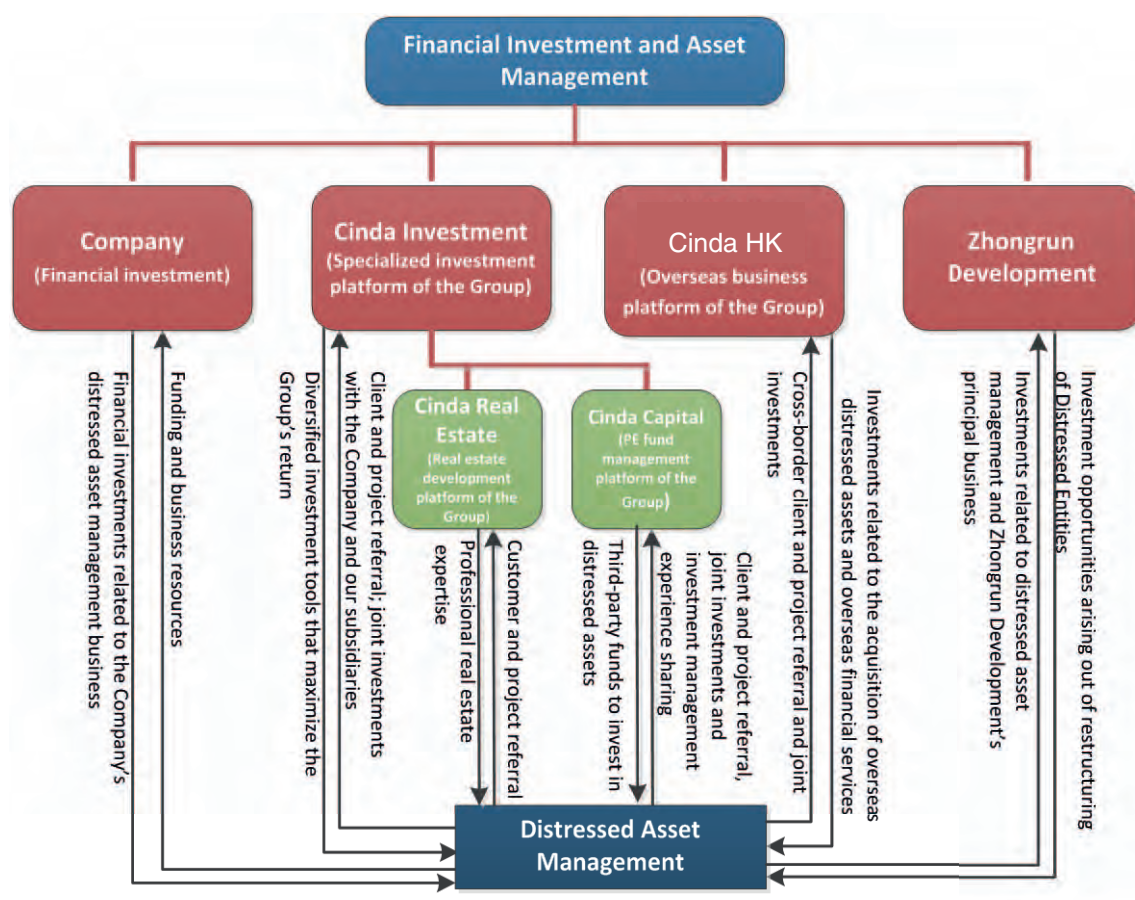 Financial Investment and Asset
Management
Company
(Financial investment)
Cinda Investment
(Specialized investment
platform of the Group)
Cinda HK
(Overseas business
platform of the Group)
Zhongrun
Development
Cinda Real
Estate
(Real estate
development
platform of the
Group)
Cinda Capital
(PE fund
management
platform of the
Group)
Financial investments related to the Company's
distressed asset management business
Funding and business resources
Diversified investment tools that maximize the
Group's return
Client and project referral; joint investments
with the Company and our subsidiaries
Professional real estate
expertise
Customer and project referral
Third-party funds to invest in
distressed assets
Client and project referral,
joint investments and
investment management
experience sharing
Cross-border client and project referral and joint
investments
Investments related to the acquisition of overseas
distressed assets and overseas financial services
Investments related to distressed asset
management and Zhongrun Development's
principal business
Investment opportunities arising out of restructuring
of Distressed Entities
Distressed Asset
Management